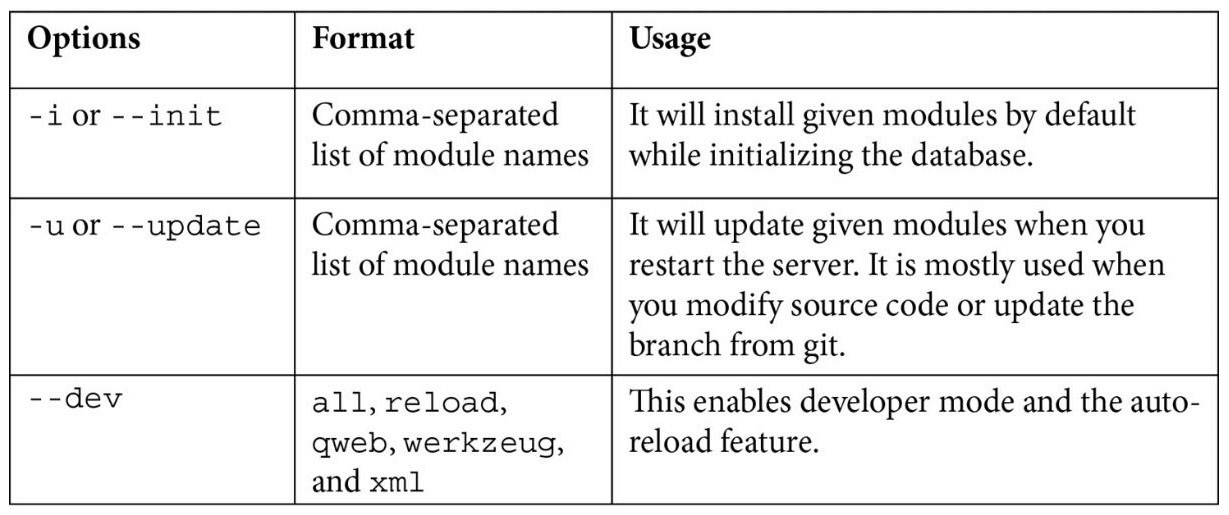 Options Format Usage
-i or --init Comma-separated It will install given modules by default
list of module names while initializing the database.
-u or --update Comma-separated It will update given modules when you
list of module names restart the server. It is mostly used when
you modify source code or update the
branch from git.
--dev all, reload, This enables developer mode and the auto-
qweb, werkzeug, reload feature.
and xml